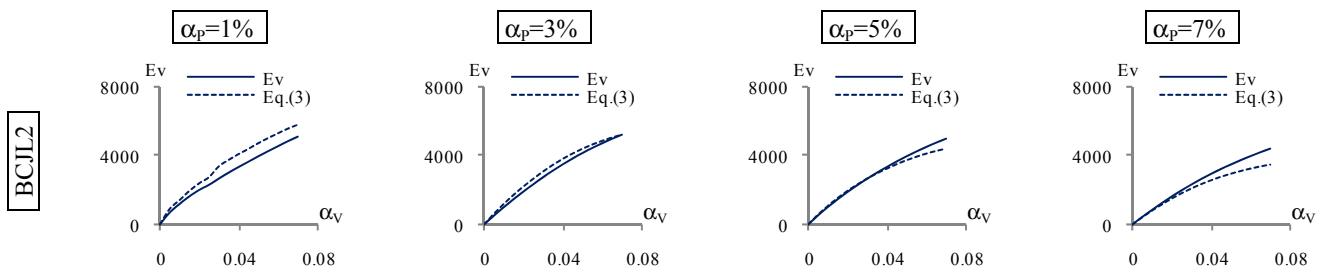 αP=1%
αP=3%
αP=5%
αP=7%
BCJL2
Ev
8000
4000
0
0
0.04
0.08
αV
Ev
Eq.(3)
Ev
8000
4000
0
0
0.04
0.08
αV
Ev
Eq.(3)
Ev
8000
4000
0
0
0.04
0.08
αV
Ev
Eq.(3)
Ev
8000
4000
0
0
0.04
0.08
αV
Ev
Eq.(3)